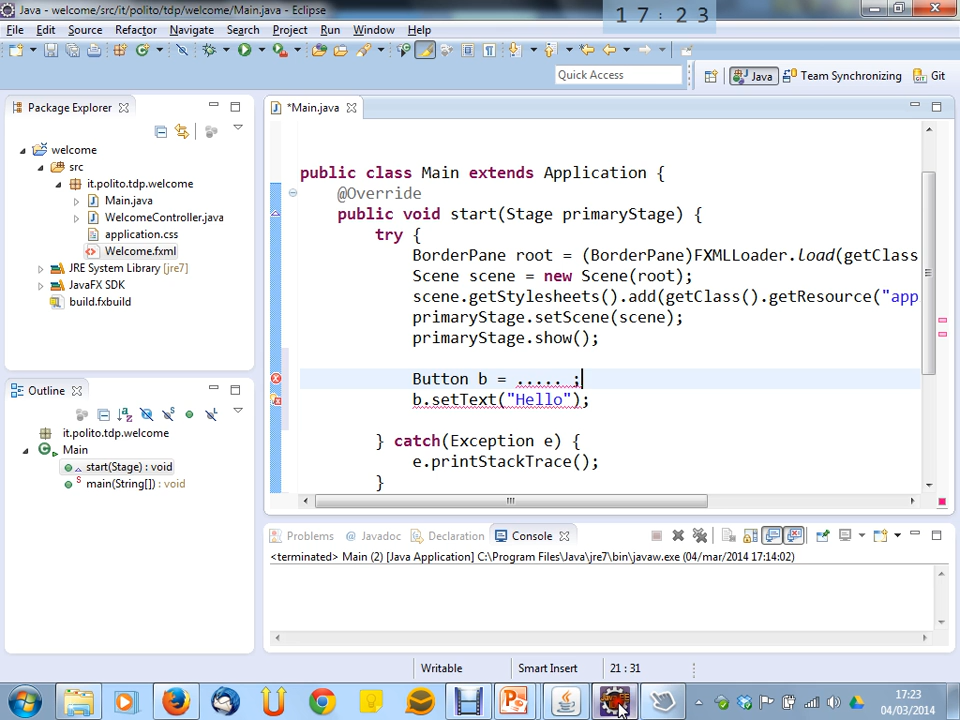 Java - welcome/src/it/polito/tdp/welcome/Main.java - Eclipse
17:23
File Edit Source Refactor Navigate Search Project Run Window Help
Quick Access
Java
Team Synchronizing
Git
Package Explorer
welcome
src
it.polito.tdp.welcome
Main.java
WelcomeController.java
application.css
Welcome.fxml
JRE System Library [jre7]
JavaFX SDK
build.fxbuild
Outline
it.polito.tdp.welcome
Main
start(Stage) : void
main(String[]) : void
*Main.java
public class Main extends Application {
@Override
public void start(Stage primaryStage) {
try {
BorderPane root = (BorderPane)FXMLLoader.load(getClass
Scene scene = new Scene(root);
scene.getStylesheets().add(getClass().getResource("app
primaryStage.setScene(scene);
primaryStage.show();
Button b = ..... ;
b.setText("Hello");
} catch(Exception e) {
e.printStackTrace();
}
Problems @ Javadoc Declaration Console
<terminated> Main (2) [Java Application] C:\Program Files\Java\jre7\bin\javaw.exe (04/mar/2014 17:14:02)
Writable
Smart Insert
21 : 31
17:23
04/03/2014